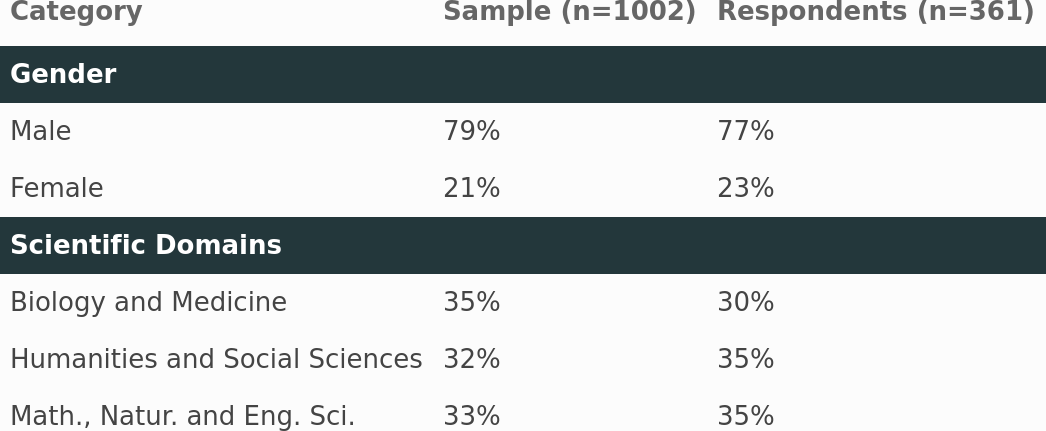 Category Sample (n=1002) Respondents (n=361)
Gender
Male 79% 77%
Female 21% 23%
Scientific Domains
Biology and Medicine 35% 30%
Humanities and Social Sciences 32% 35%
Math., Natur. and Eng. Sci. 33% 35%